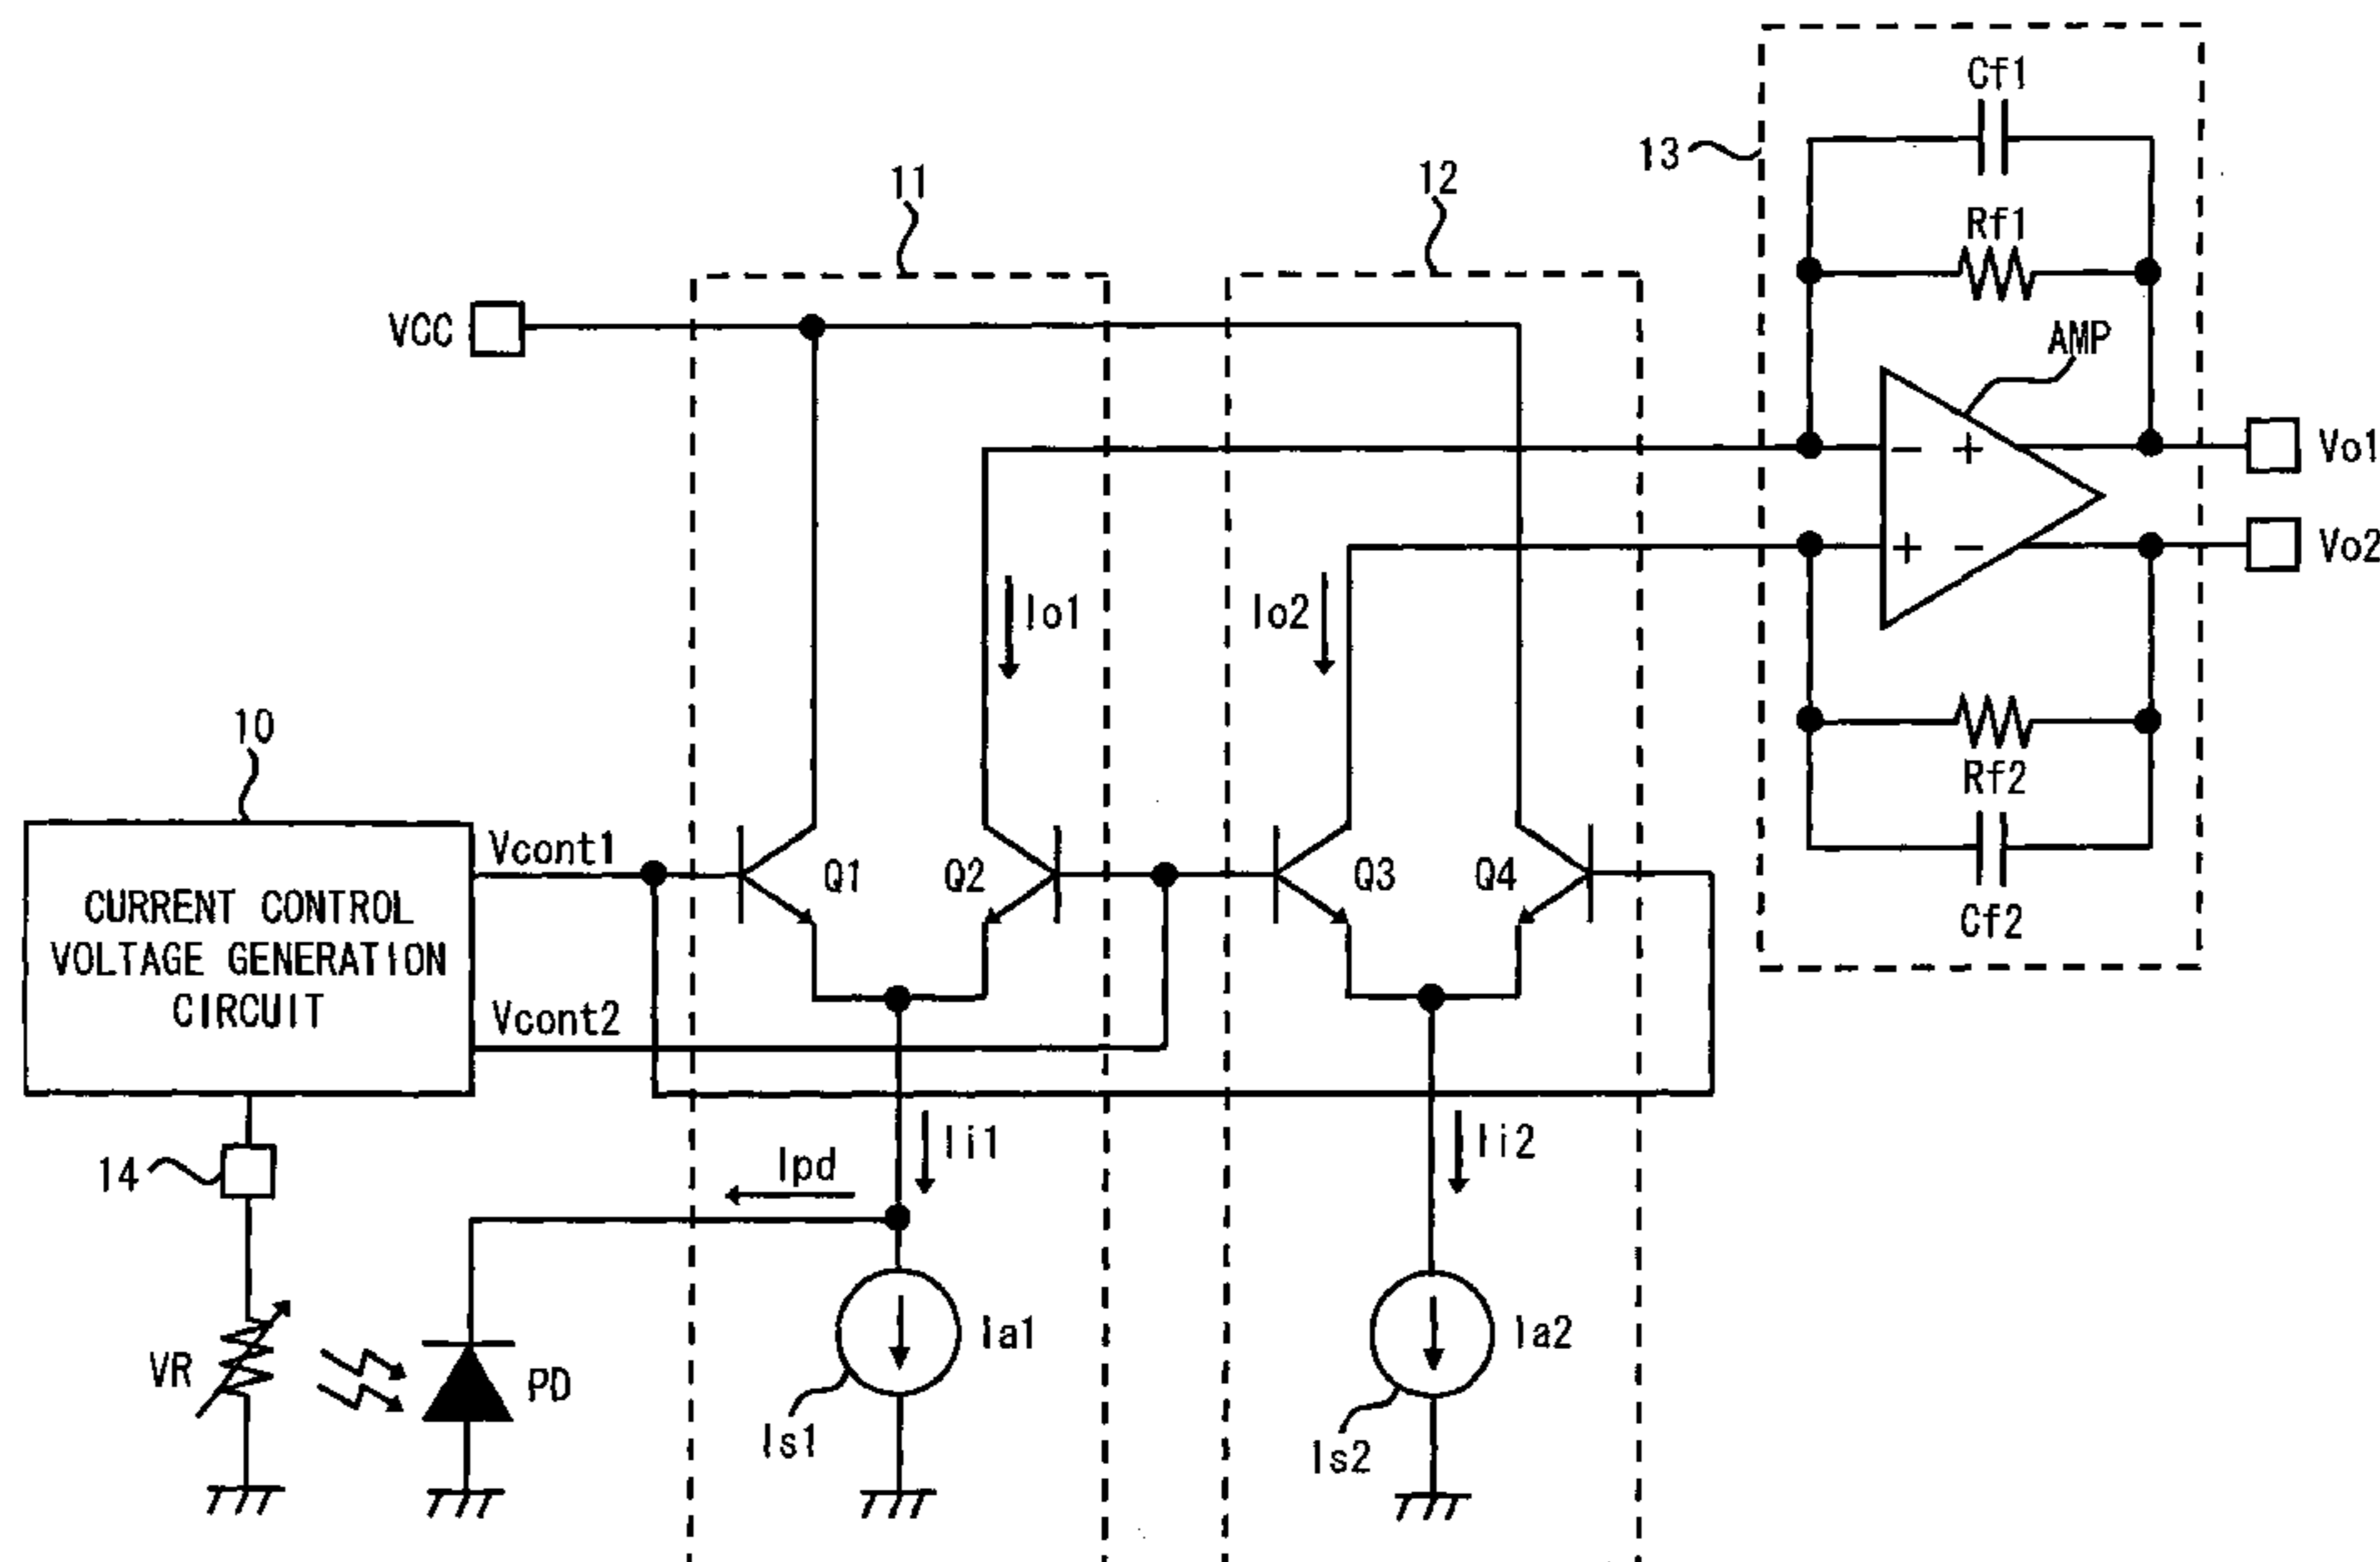 Cf1
13
Rf1
11
12
VCC
AMP
- +
Vo1
+ -
Vo2
Io1
Io2
10
Rf2
Vcont1
Q1
Q2
Q3
Q4
Cf2
CURRENT CONTROL
VOLTAGE GENERATION
CIRCUIT
Vcont2
14
Ipd
Ii1
Ii2
VR
PD
Ia1
Ia2
Is1
Is2